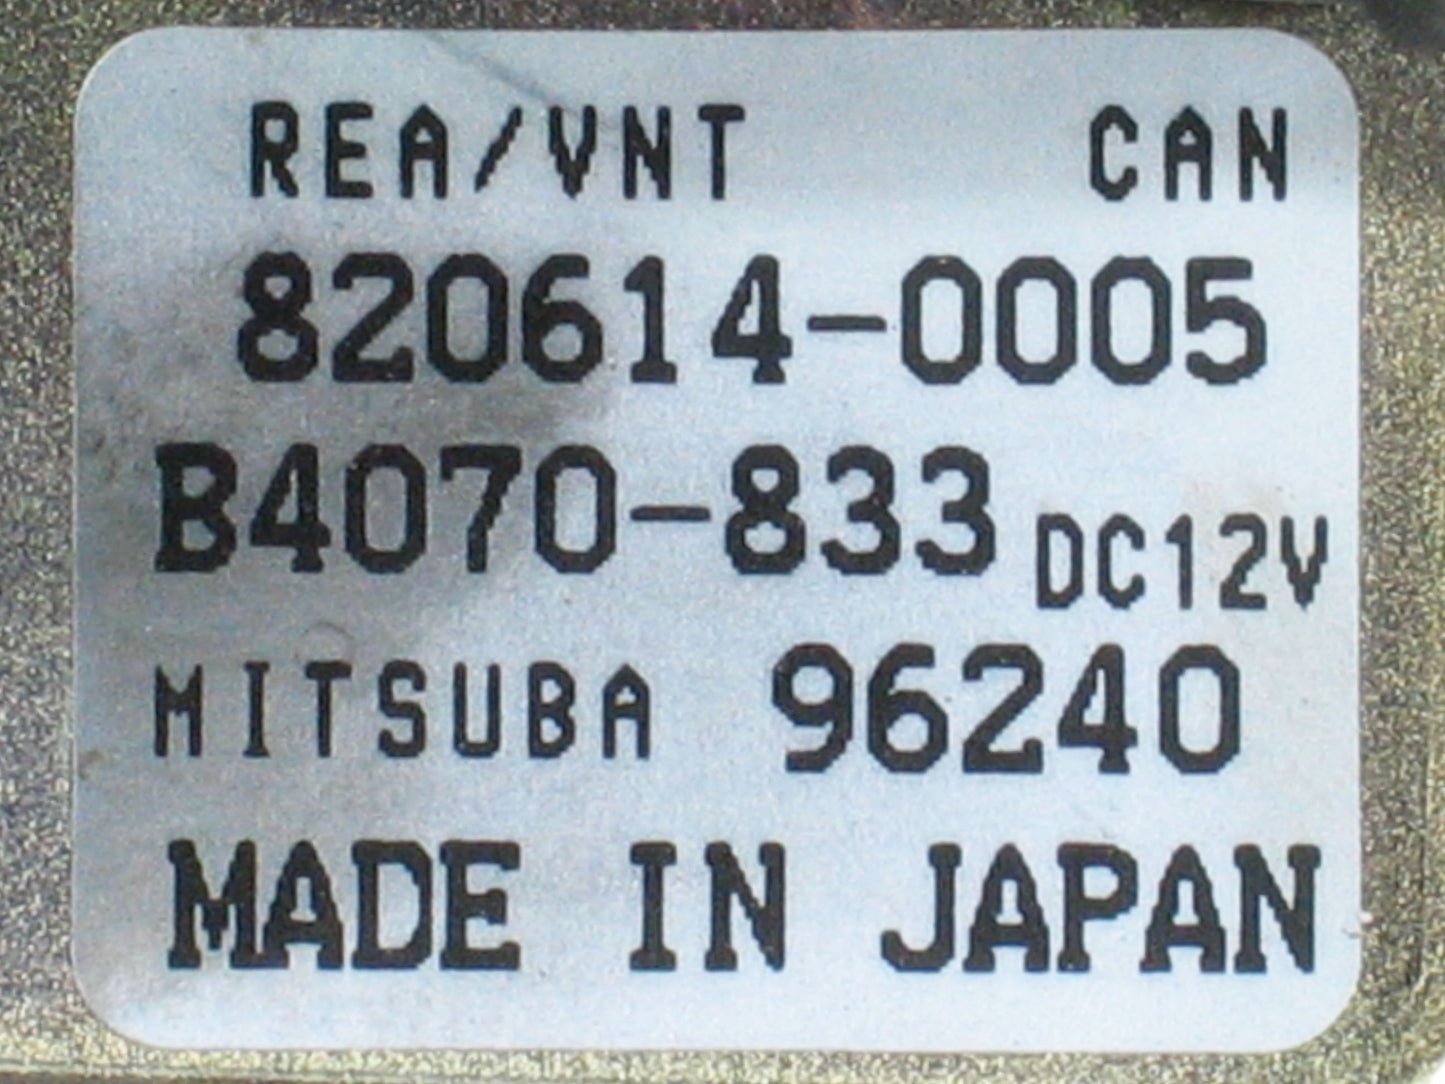 REA/VNT CAN
820614-0005
B4070-833 DC12V
MITSUBA 96240
MADE IN JAPAN